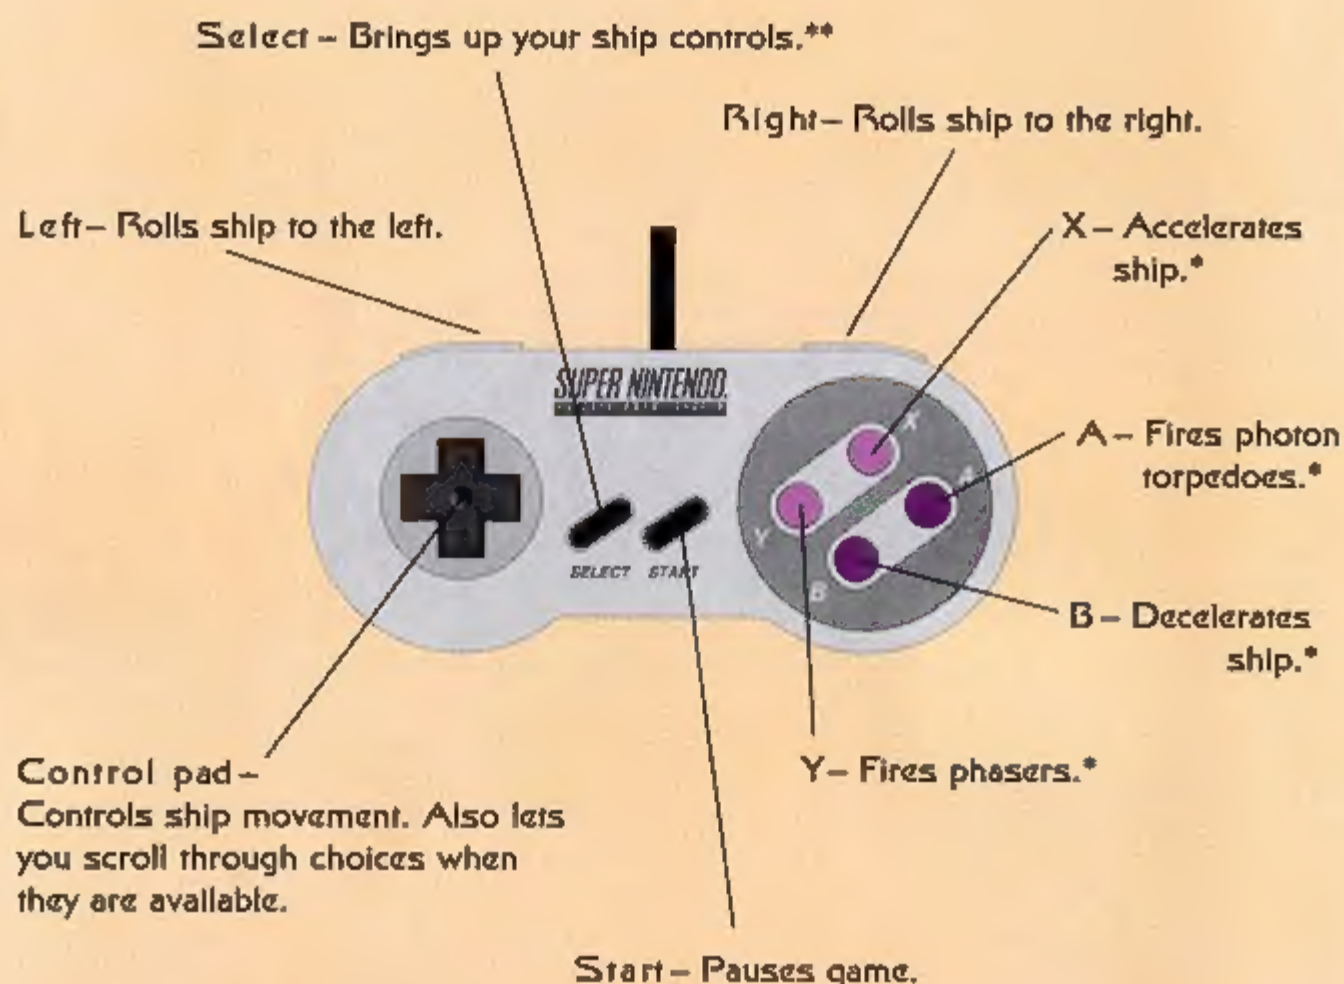 Select – Brings up your ship controls.**
Right– Rolls ship to the right.
Left– Rolls ship to the left.
X – Accelerates
ship.*
SUPER NINTENDO.
X
A – Fires photon
torpedoes.*
A
Y
SELECT START
B
B – Decelerates
ship.*
Control pad –
Controls ship movement. Also lets
you scroll through choices when
they are available.
Y– Fires phasers.*
Start – Pauses game.